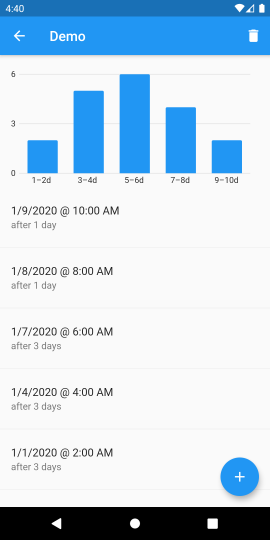 4:40
Demo
6
3
0
1–2d 3–4d 5–6d 7–8d 9–10d
1/9/2020 @ 10:00 AM
after 1 day
1/8/2020 @ 8:00 AM
after 1 day
1/7/2020 @ 6:00 AM
after 3 days
1/4/2020 @ 4:00 AM
after 3 days
1/1/2020 @ 2:00 AM
after 3 days